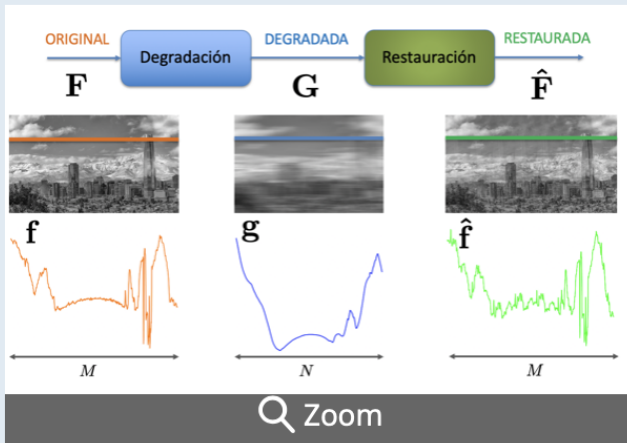 ORIGINAL DEGRADADA RESTAURADA
Degradación Restauración
F G F̂
f g f̂
M N M
Zoom